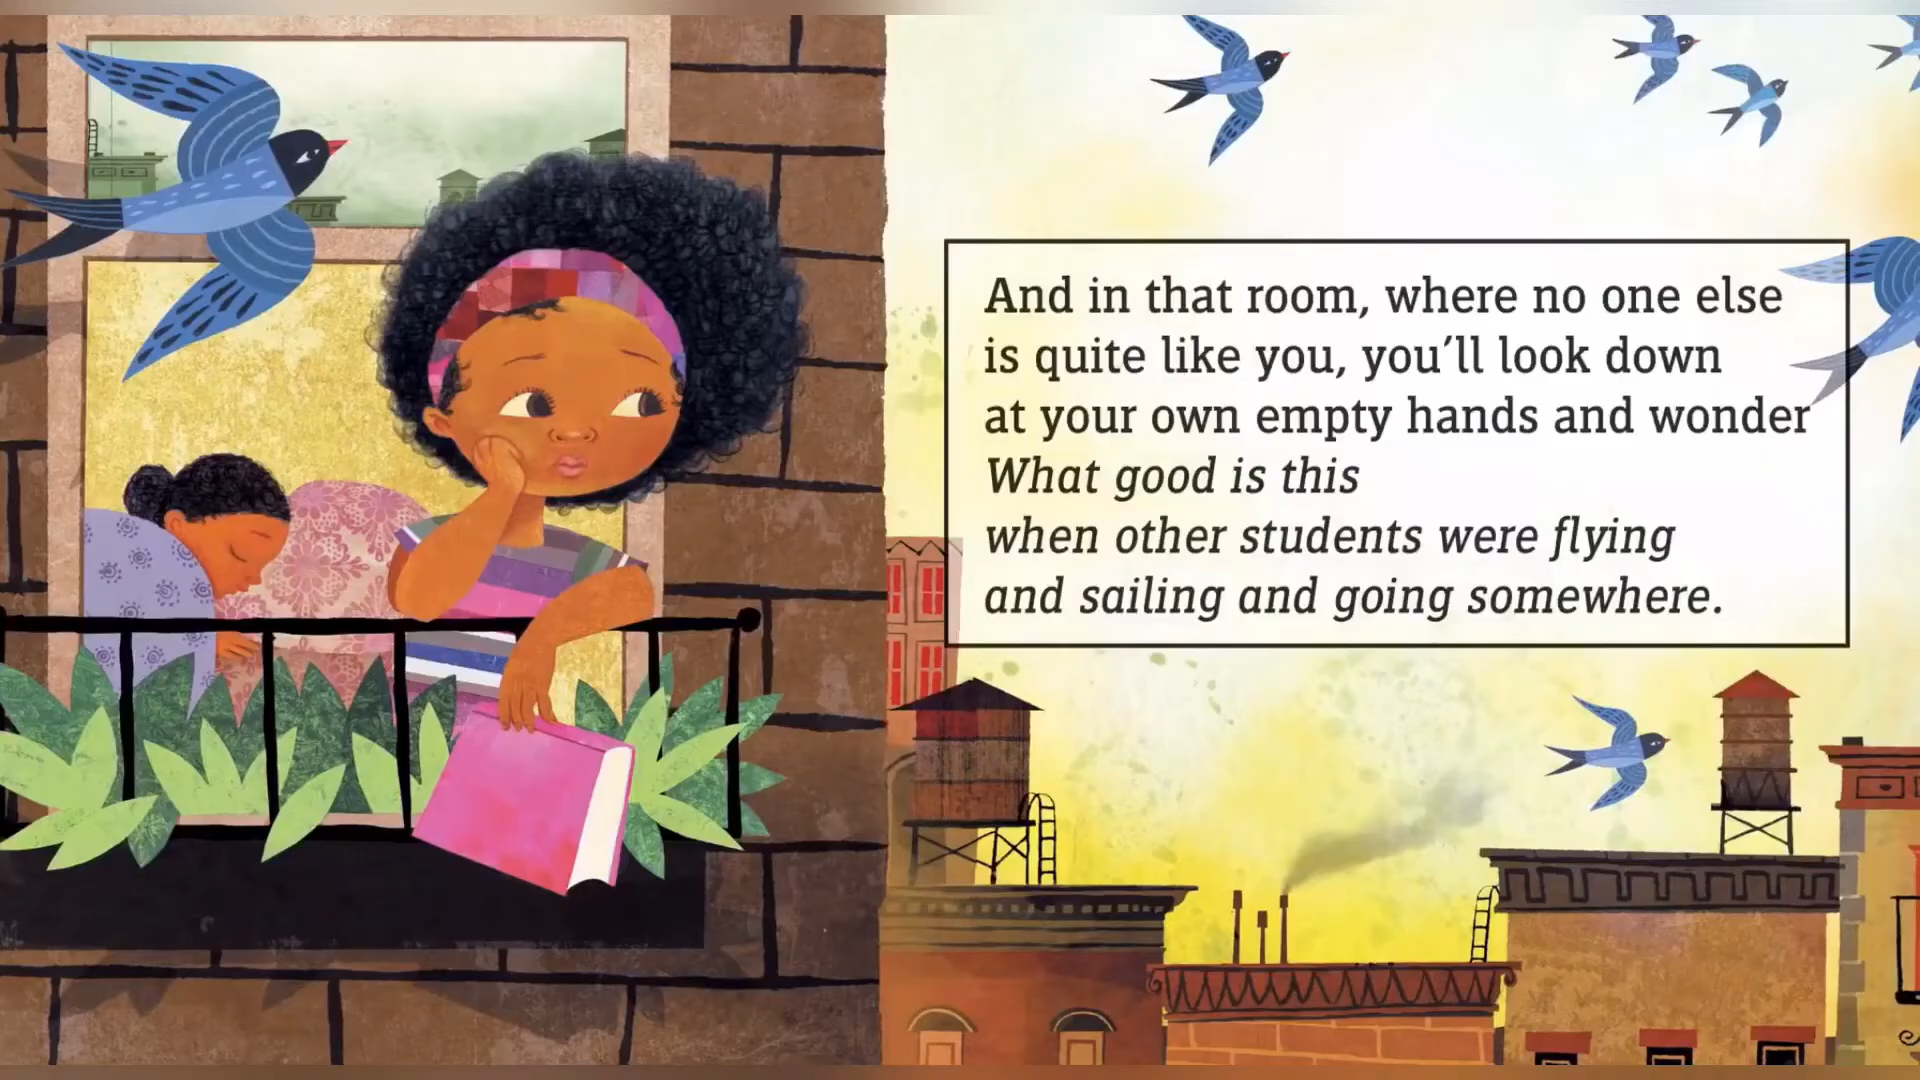 And in that room, where no one else
is quite like you, you’ll look down
at your own empty hands and wonder
What good is this
when other students were flying
and sailing and going somewhere.